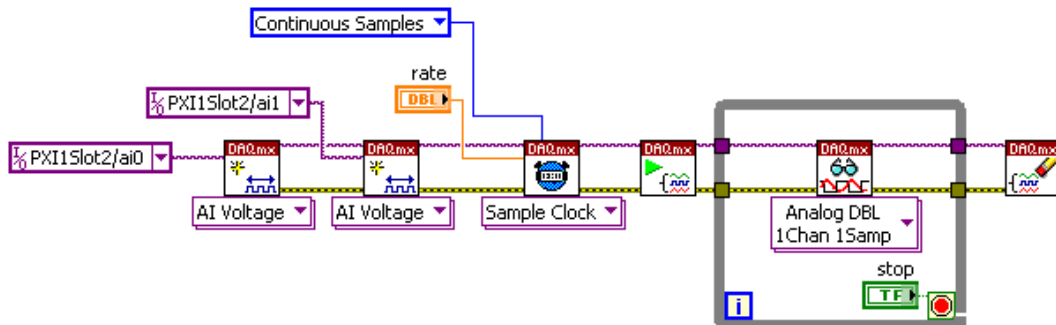 Continuous Samples
rate
DBL
PXI1Slot2/ai1
PXI1Slot2/ai0
DAQmx
DAQmx
DAQmx
DAQmx
DAQmx
DAQmx
AI Voltage
AI Voltage
Sample Clock
Analog DBL
1Chan 1Samp
stop
TF
i